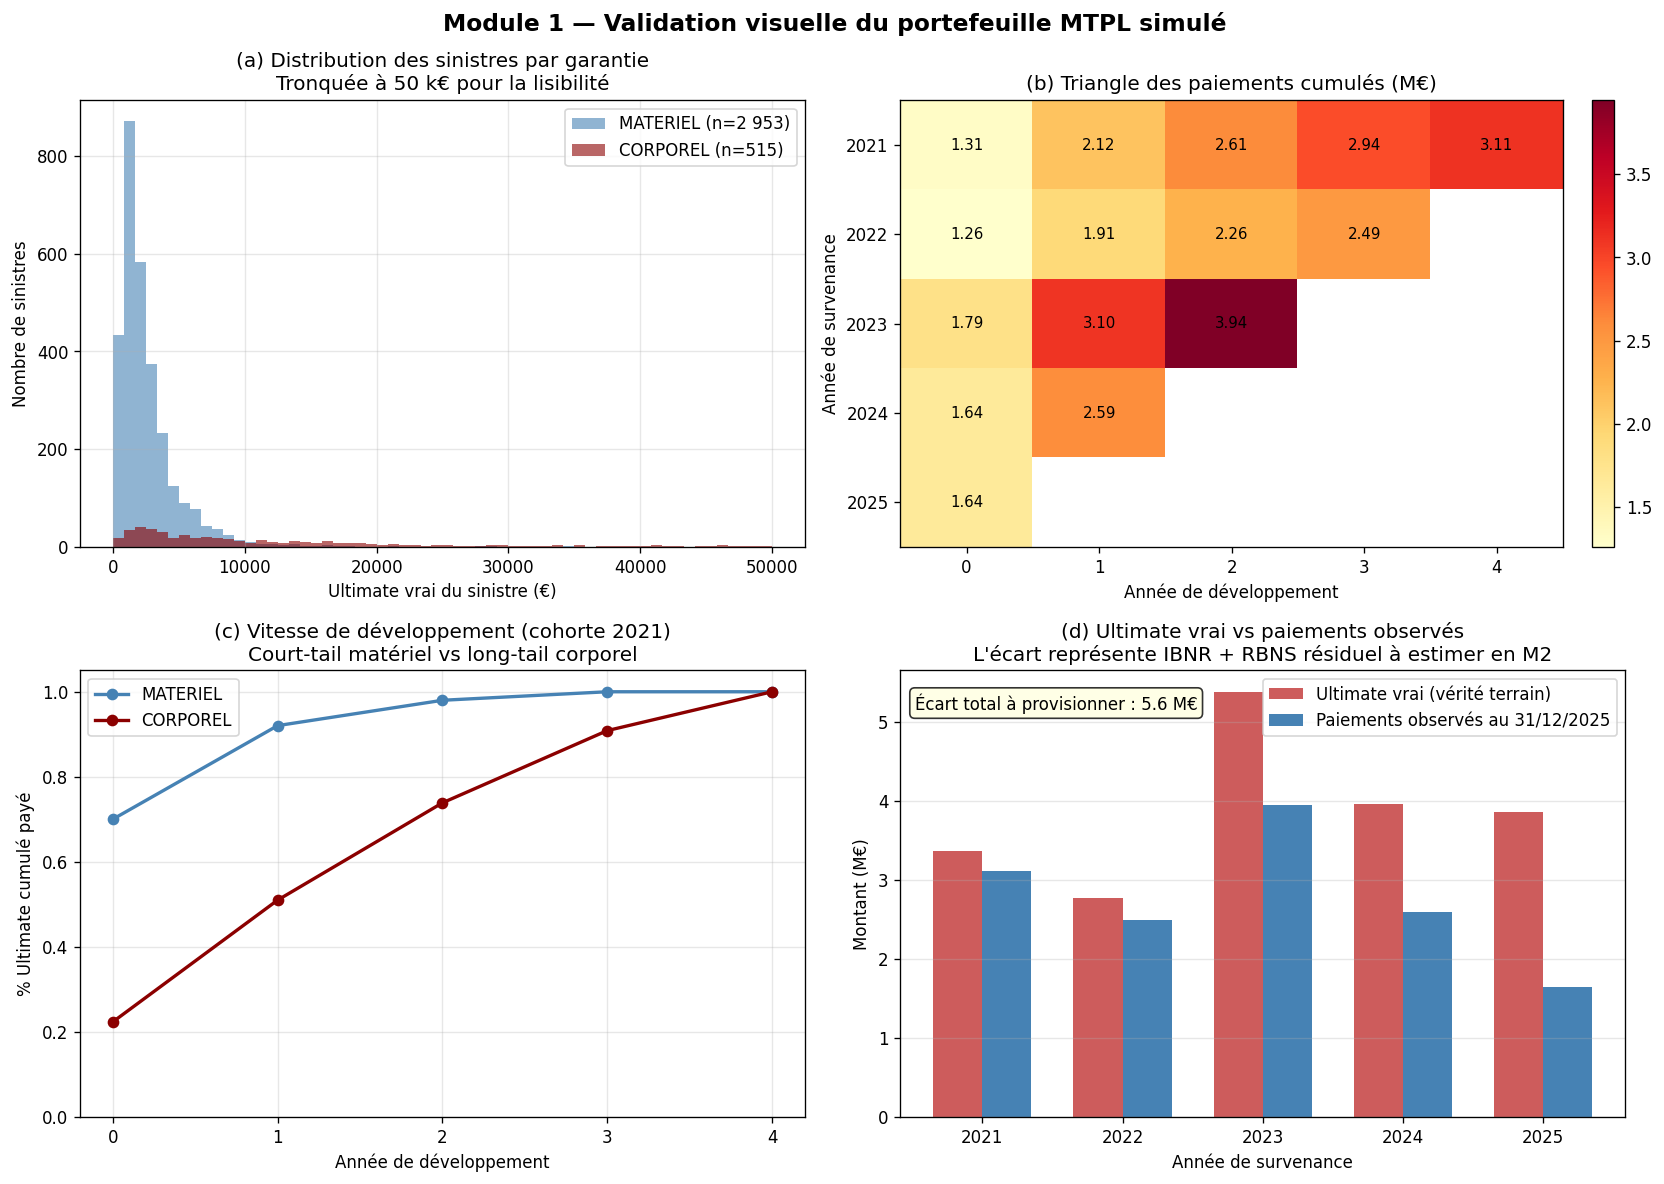 Module 1 — Validation visuelle du portefeuille MTPL simulé
(a) Distribution des sinistres par garantie
Tronquée à 50 k€ pour la lisibilité
MATERIEL (n=2 953)
CORPOREL (n=515)
Nombre de sinistres
800
600
400
200
0
0 10000 20000 30000 40000 50000
Ultimate vrai du sinistre (€)
(b) Triangle des paiements cumulés (M€)
Année de survenance
2021 1.31 2.12 2.61 2.94 3.11
2022 1.26 1.91 2.26 2.49
2023 1.79 3.10 3.94
2024 1.64 2.59
2025 1.64
0 1 2 3 4
Année de développement
3.5
3.0
2.5
2.0
1.5
(c) Vitesse de développement (cohorte 2021)
Court-tail matériel vs long-tail corporel
MATERIEL
CORPOREL
% Ultimate cumulé payé
1.0
0.8
0.6
0.4
0.2
0.0
0 1 2 3 4
Année de développement
(d) Ultimate vrai vs paiements observés
L'écart représente IBNR + RBNS résiduel à estimer en M2
Écart total à provisionner : 5.6 M€
Ultimate vrai (vérité terrain)
Paiements observés au 31/12/2025
Montant (M€)
5
4
3
2
1
0
2021 2022 2023 2024 2025
Année de survenance